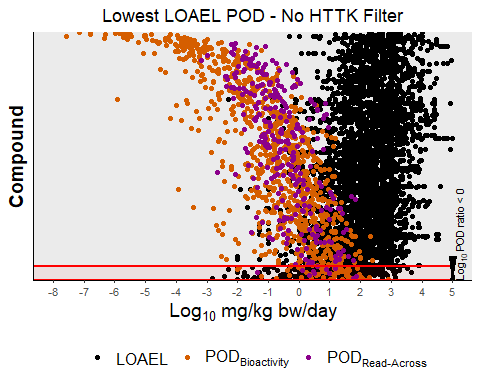 Lowest LOAEL POD - No HTTK Filter
Compound
Log10 POD ratio < 0
-8 -7 -6 -5 -4 -3 -2 -1 0 1 2 3 4 5
Log10 mg/kg bw/day
LOAEL PODBioactivity PODRead-Across